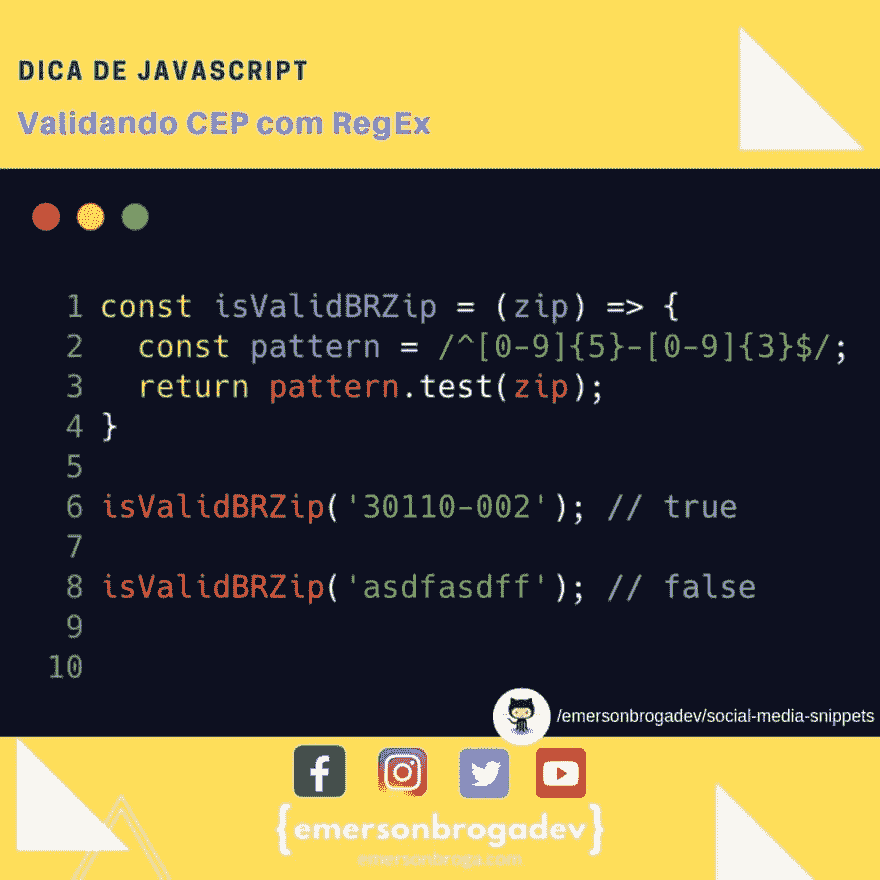 DICA DE JAVASCRIPT
Validando CEP com RegEx
1 const isValidBRZip = (zip) => {
2   const pattern = /^[0-9]{5}-[0-9]{3}$/;
3   return pattern.test(zip);
4 }
5
6 isValidBRZip('30110-002'); // true
7
8 isValidBRZip('asdfasdff'); // false
9
10
/emersonbrogadev/social-media-snippets
{emersonbrogadev}